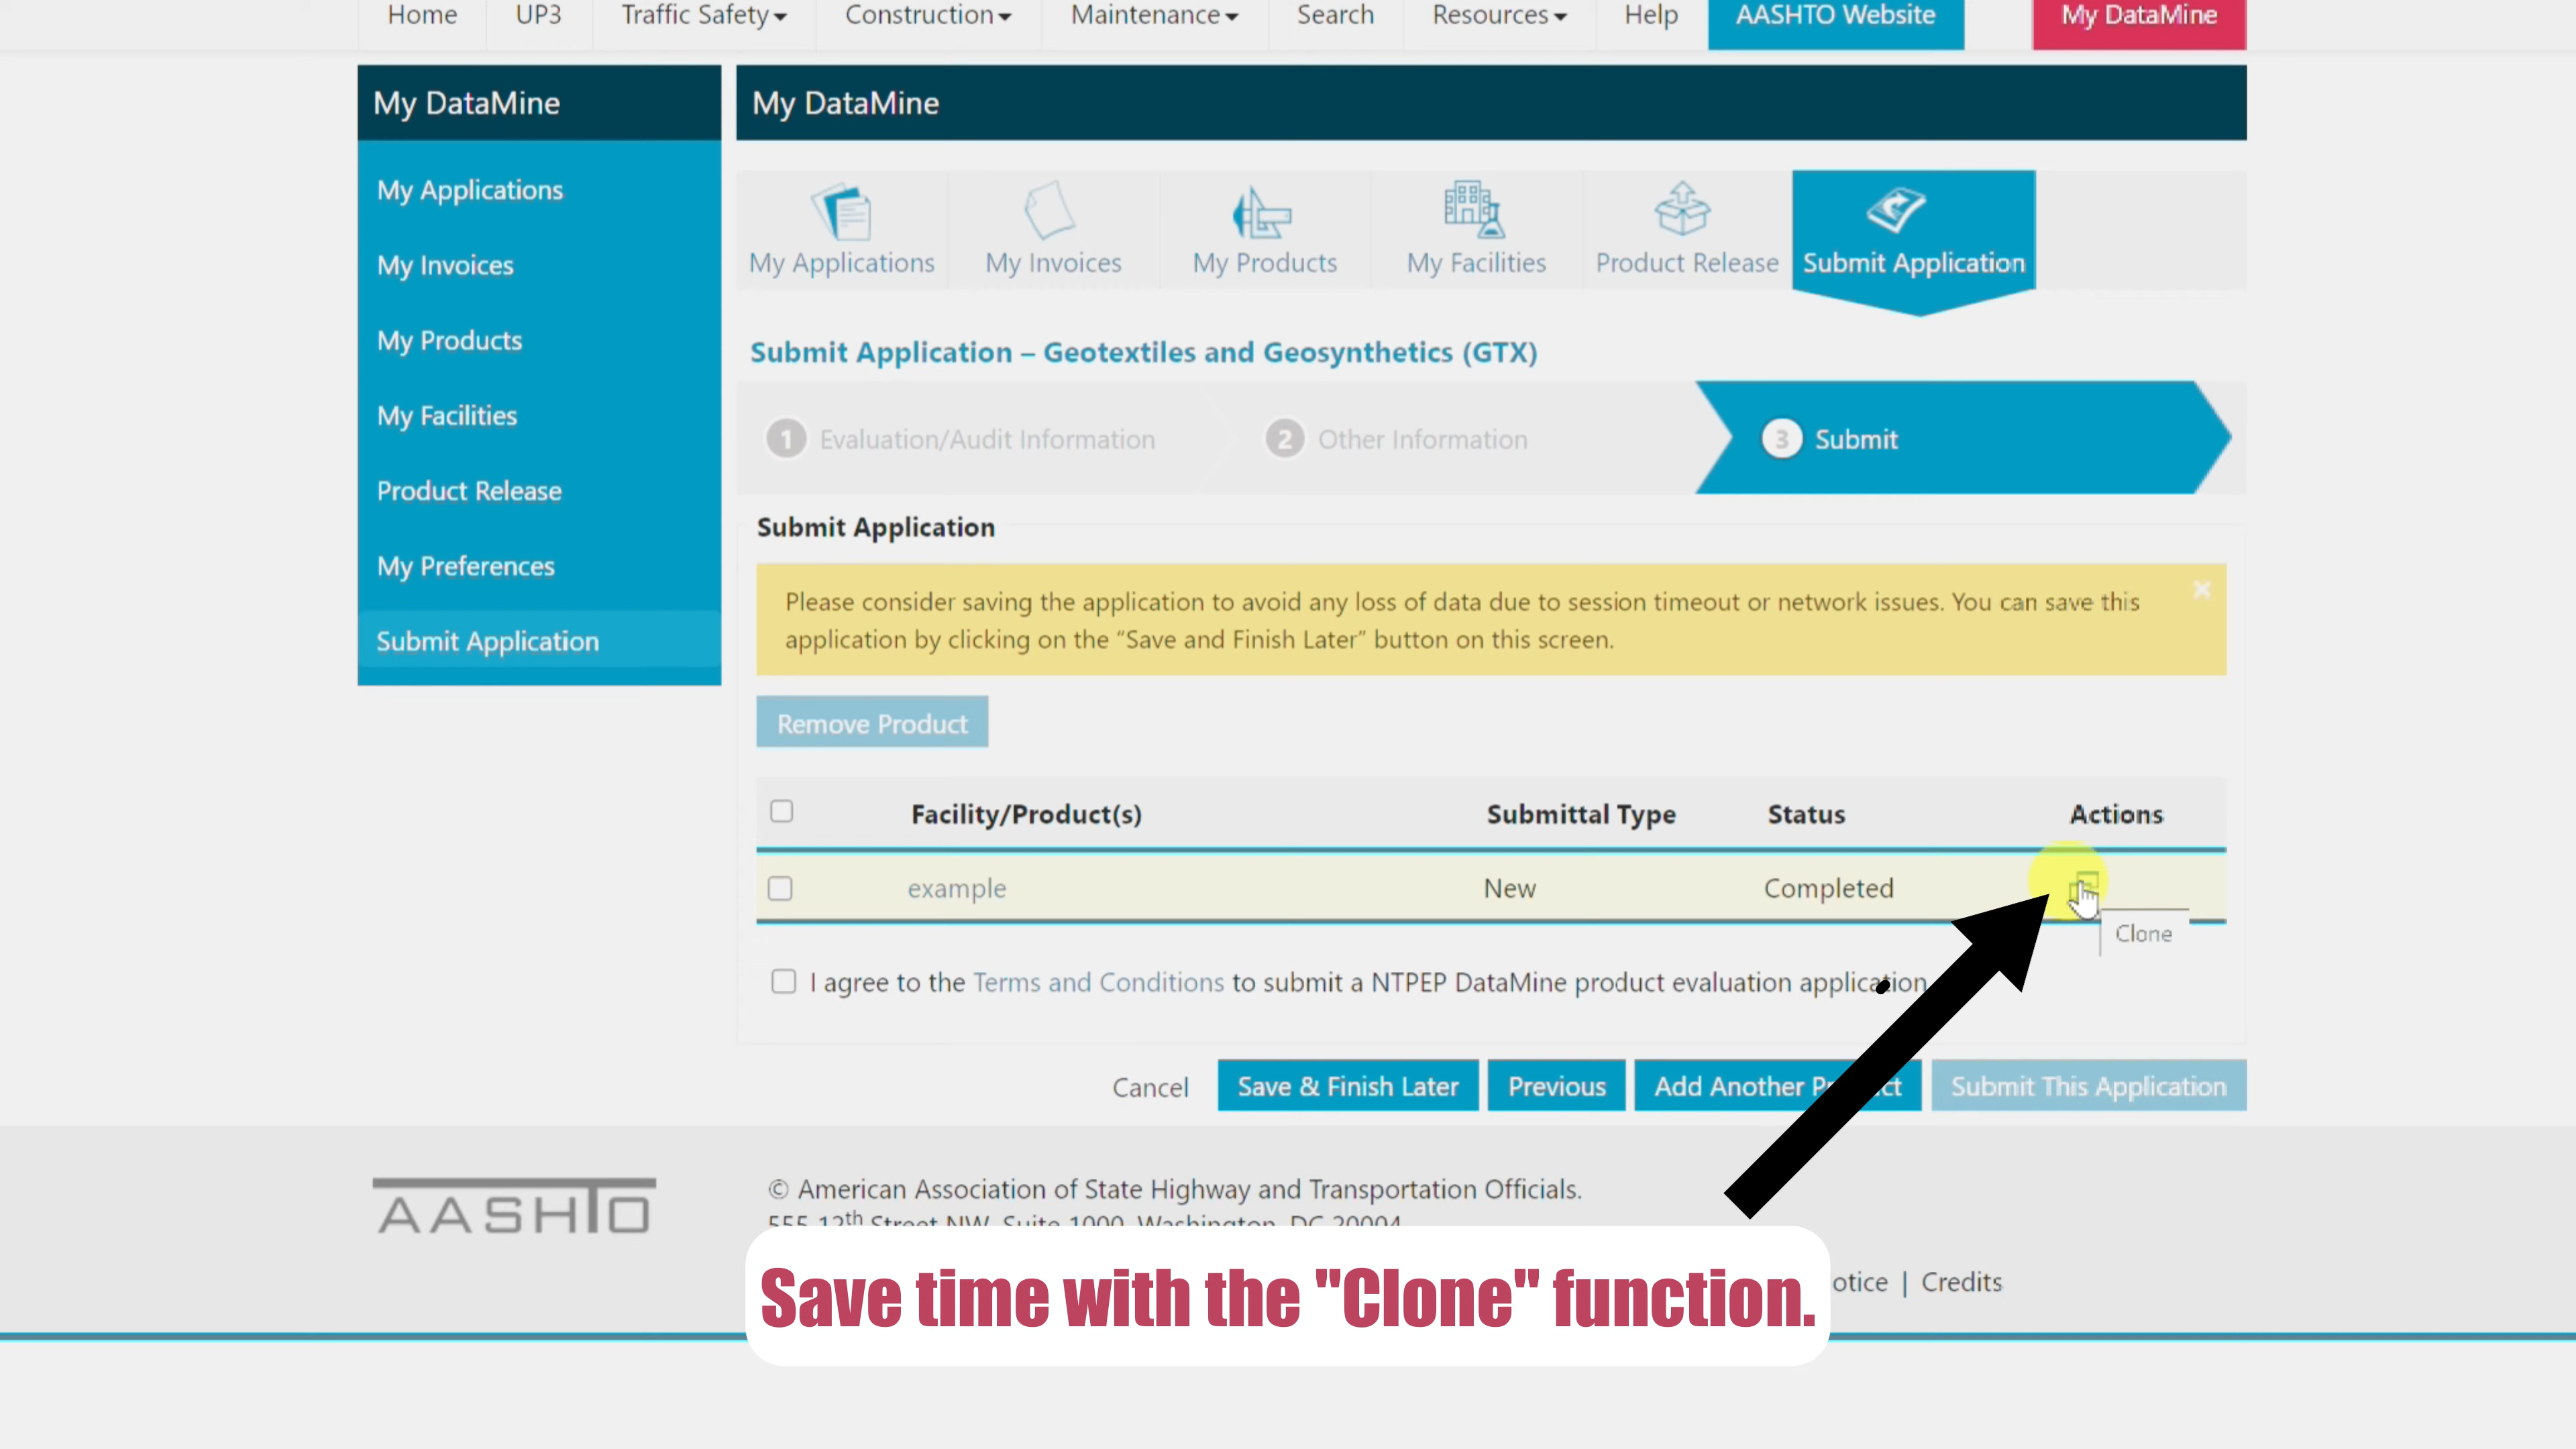 Home UP3 Traffic Safety Construction Maintenance Search Resources Help AASHTO Website My DataMine
My DataMine
My Applications
My Invoices
My Products
My Facilities
Product Release
My Preferences
Submit Application
My DataMine
My Applications My Invoices My Products My Facilities Product Release Submit Application
Submit Application – Geotextiles and Geosynthetics (GTX)
1 Evaluation/Audit Information 2 Other Information 3 Submit
Submit Application
Please consider saving the application to avoid any loss of data due to session timeout or network issues. You can save this
application by clicking on the “Save and Finish Later” button on this screen.
Remove Product
Facility/Product(s) Submittal Type Status Actions
example New Completed
Clone
I agree to the Terms and Conditions to submit a NTPEP DataMine product evaluation application
Cancel Save & Finish Later Previous Add Another Product Submit This Application
AASHTO
© American Association of State Highway and Transportation Officials.
555 12th Street NW, Suite 1000, Washington, DC 20004
otice | Credits
Save time with the "Clone" function.